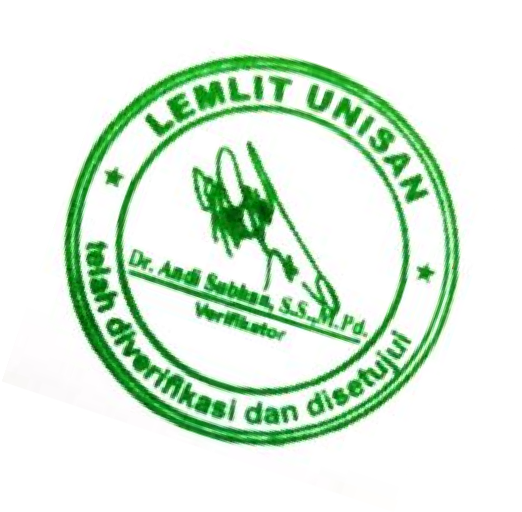 LEMLIT UNISAN
Dr. Andi Subhan, S.S., M.Pd.
Verifikator
telah diverifikasi dan disetujui